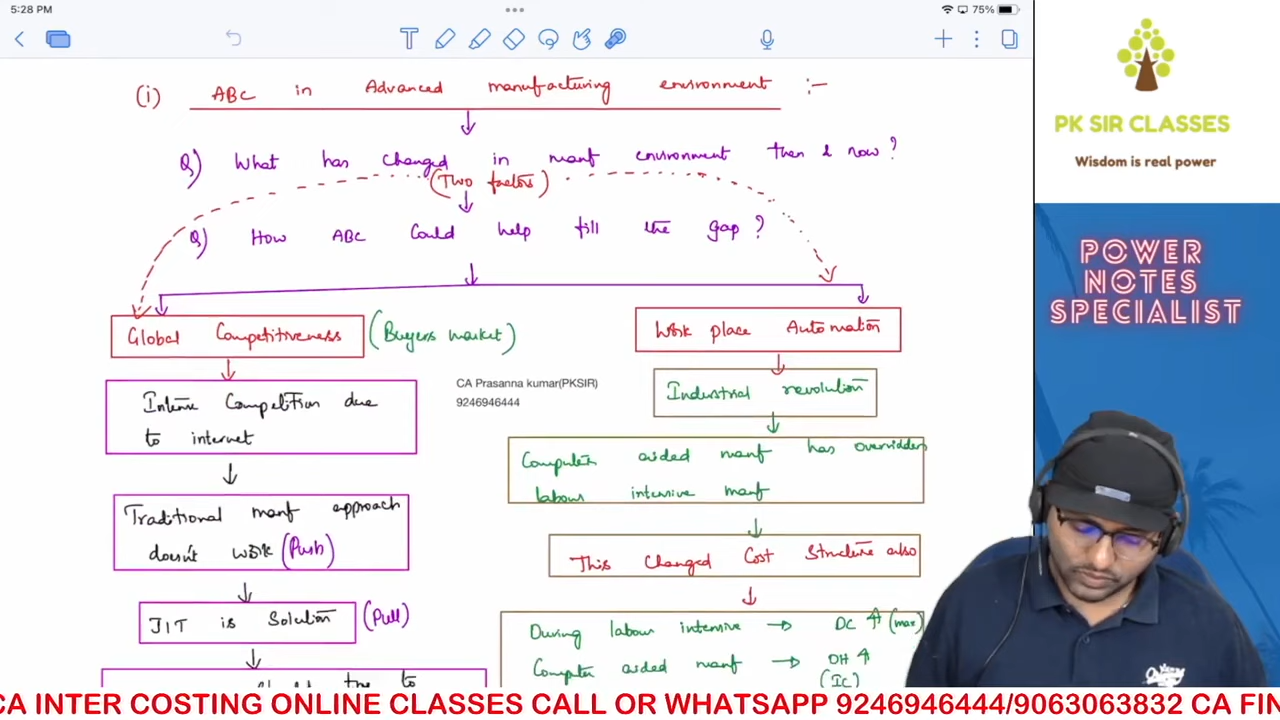 5:28 PM
75%
(i) ABC in Advanced manufacturing environment :-
Q) What has changed in manf environment then & now?
(Two factors)
Q) How ABC Could help fill the gap?
Global Competitiveness (Buyers market)
Intense Competition due
to internet
Traditional manf approach
doesn't work (Push)
JIT is Solution (Pull)
to
CA Prasanna kumar(PKSIR)
9246946444
Work place Automation
Industrial revolution
Computer aided manf has overridden
labour intensive manf
This Changed Cost Structure also
During labour intensive → DC ↑ (max)
Computer aided manf → OH ↑
(IC)
PK SIR CLASSES
Wisdom is real power
POWER
NOTES
SPECIALIST
CA INTER COSTING ONLINE CLASSES CALL OR WHATSAPP 9246946444/9063063832 CA FIN